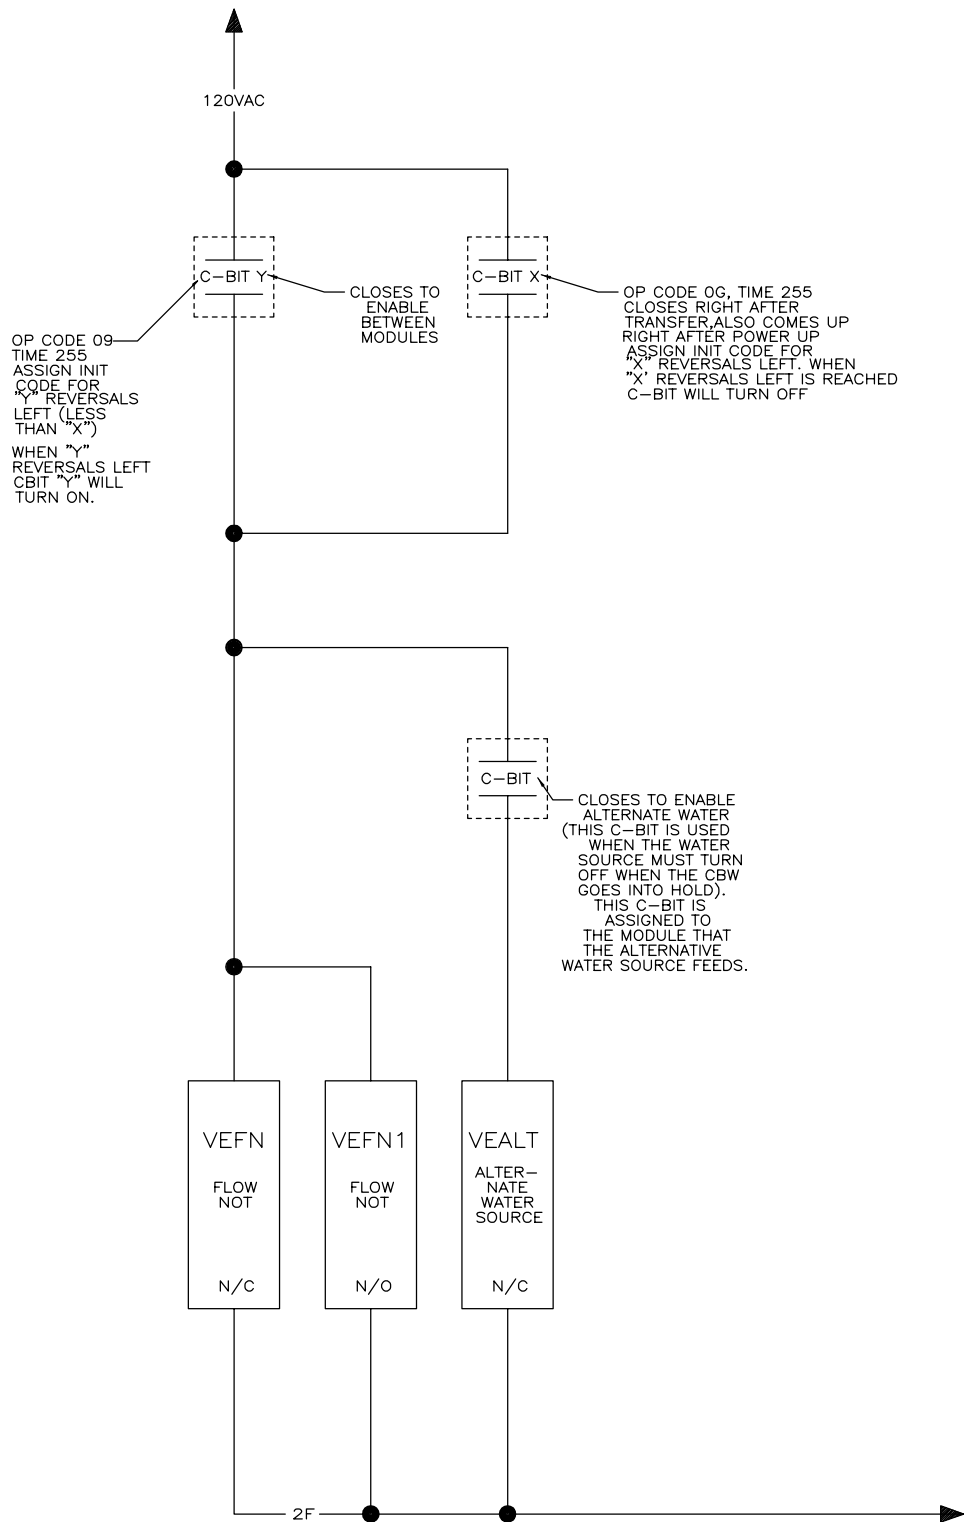 120VAC
C-BIT Y
C-BIT X
CLOSES TO
ENABLE
BETWEEN
MODULES
OP CODE 0G, TIME 255
CLOSES RIGHT AFTER
TRANSFER,ALSO COMES UP
RIGHT AFTER POWER UP
ASSIGN INIT CODE FOR
"X" REVERSALS LEFT. WHEN
"X' REVERSALS LEFT IS REACHED
C-BIT WILL TURN OFF
OP CODE 09
TIME 255
ASSIGN INIT
CODE FOR
"Y" REVERSALS
LEFT (LESS
THAN "X")
WHEN "Y"
REVERSALS LEFT
CBIT "Y" WILL
TURN ON.
C-BIT
CLOSES TO ENABLE
ALTERNATE WATER
(THIS C-BIT IS USED
WHEN THE WATER
SOURCE MUST TURN
OFF WHEN THE CBW
GOES INTO HOLD).
THIS C-BIT IS
ASSIGNED TO
THE MODULE THAT
THE ALTERNATIVE
WATER SOURCE FEEDS.
VEFN
FLOW
NOT
N/C
VEFN1
FLOW
NOT
N/O
VEALT
ALTER-
NATE
WATER
SOURCE
N/C
2F